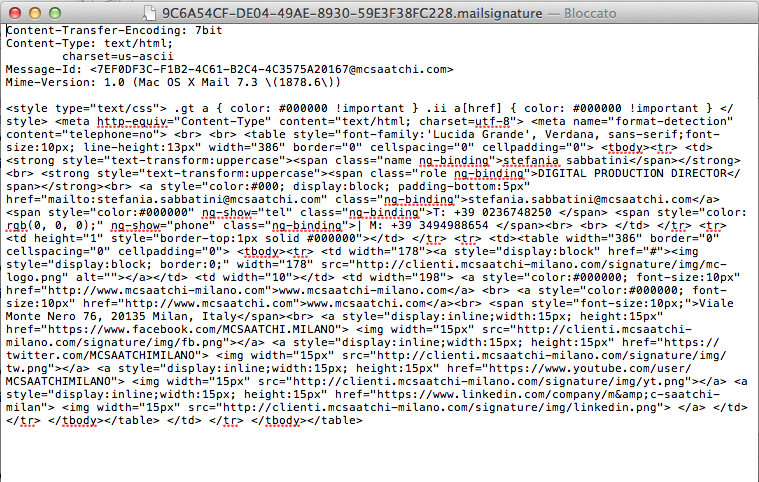 9C6A54CF-DE04-49AE-8930-59E3F38FC228.mailsignature — Bloccato
Content-Transfer-Encoding: 7bit
Content-Type: text/html;
charset=us-ascii
Message-Id: <7EF0DF3C-F1B2-4C61-B2C4-4C3575A20167@mcsaatchi.com>
Mime-Version: 1.0 (Mac OS X Mail 7.3 \(1878.6\))
<style type="text/css"> .gt a { color: #000000 !important } .ii a[href] { color: #000000 !important } </
style> <meta http-equiv="Content-Type" content="text/html; charset=utf-8"> <meta name="format-detection"
content="telephone=no"> <br> <br> <table style="font-family:'Lucida Grande', Verdana, sans-serif;font-
size:10px; line-height:13px" width="386" border="0" cellspacing="0" cellpadding="0"> <tbody><tr> <td>
<strong style="text-transform:uppercase"><span class="name ng-binding">stefania sabbatini</span></strong>
<br> <strong style="text-transform:uppercase"><span class="role ng-binding">DIGITAL PRODUCTION DIRECTOR</
span></strong><br> <a style="color:#000; display:block; padding-bottom:5px"
href="mailto:stefania.sabbatini@mcsaatchi.com" class="ng-binding">stefania.sabbatini@mcsaatchi.com</a>
<span style="color:#000000" ng-show="tel" class="ng-binding">T: +39 0236748250 </span> <span style="color:
rgb(0, 0, 0);" ng-show="phone" class="ng-binding">| M: +39 3494988654 </span><br> <br> </td> </tr> <tr>
<td height="1" style="border-top:1px solid #000000"></td> </tr> <tr> <td><table width="386" border="0"
cellspacing="0" cellpadding="0"> <tbody><tr> <td width="178"><a style="display:block" href="#"><img
style="display:block; border:0;" width="178" src="http://clienti.mcsaatchi-milano.com/signature/img/mc-
logo.png" alt=""></a></td> <td width="10"></td> <td width="198"> <a style="color:#000000; font-size:10px"
href="http://www.mcsaatchi-milano.com">www.mcsaatchi-milano.com</a> <br> <a style="color:#000000; font-
size:10px" href="http://www.mcsaatchi.com">www.mcsaatchi.com</a><br> <span style="font-size:10px;">Viale
Monte Nero 76, 20135 Milan, Italy</span><br> <a style="display:inline;width:15px; height:15px"
href="https://www.facebook.com/MCSAATCHI.MILANO"> <img width="15px" src="http://clienti.mcsaatchi-
milano.com/signature/img/fb.png"></a> <a style="display:inline;width:15px; height:15px" href="https://
twitter.com/MCSAATCHIMILANO"> <img width="15px" src="http://clienti.mcsaatchi-milano.com/signature/img/
tw.png"></a> <a style="display:inline;width:15px; height:15px" href="https://www.youtube.com/user/
MCSAATCHIMILANO"> <img width="15px" src="http://clienti.mcsaatchi-milano.com/signature/img/yt.png"></a> <a
style="display:inline;width:15px; height:15px" href="https://www.linkedin.com/company/m&amp;c-saatchi-
milan"> <img width="15px" src="http://clienti.mcsaatchi-milano.com/signature/img/linkedin.png"> </a> </td>
</tr> </tbody></table> </td> </tr> </tbody></table>